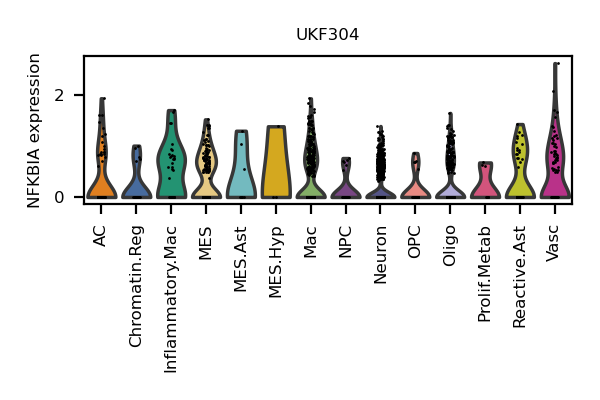 UKF304
NFKBIA expression
2
0
AC
Chromatin.Reg
Inflammatory.Mac
MES
MES.Ast
MES.Hyp
Mac
NPC
Neuron
OPC
Oligo
Prolif.Metab
Reactive.Ast
Vasc